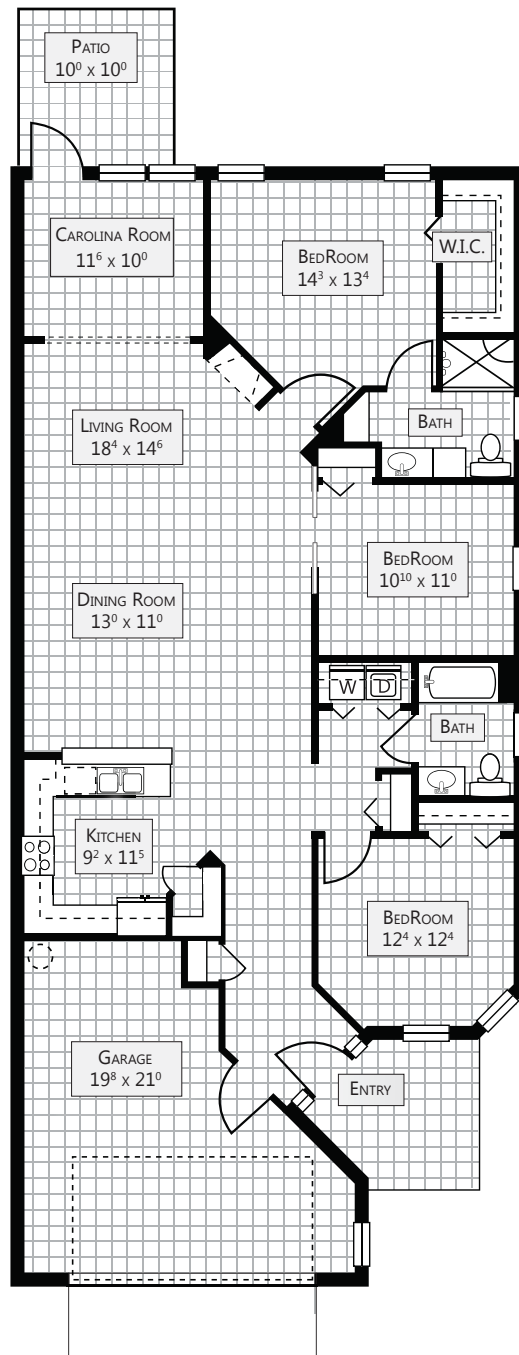 PATIO
10⁰ x 10⁰
CAROLINA ROOM
11⁶ x 10⁰
BEDROOM
14³ x 13⁴
W.I.C.
LIVING ROOM
18⁴ x 14⁶
BATH
BEDROOM
10¹⁰ x 11⁰
DINING ROOM
13⁰ x 11⁰
W
D
BATH
KITCHEN
9² x 11⁵
BEDROOM
12⁴ x 12⁴
GARAGE
19⁸ x 21⁰
ENTRY